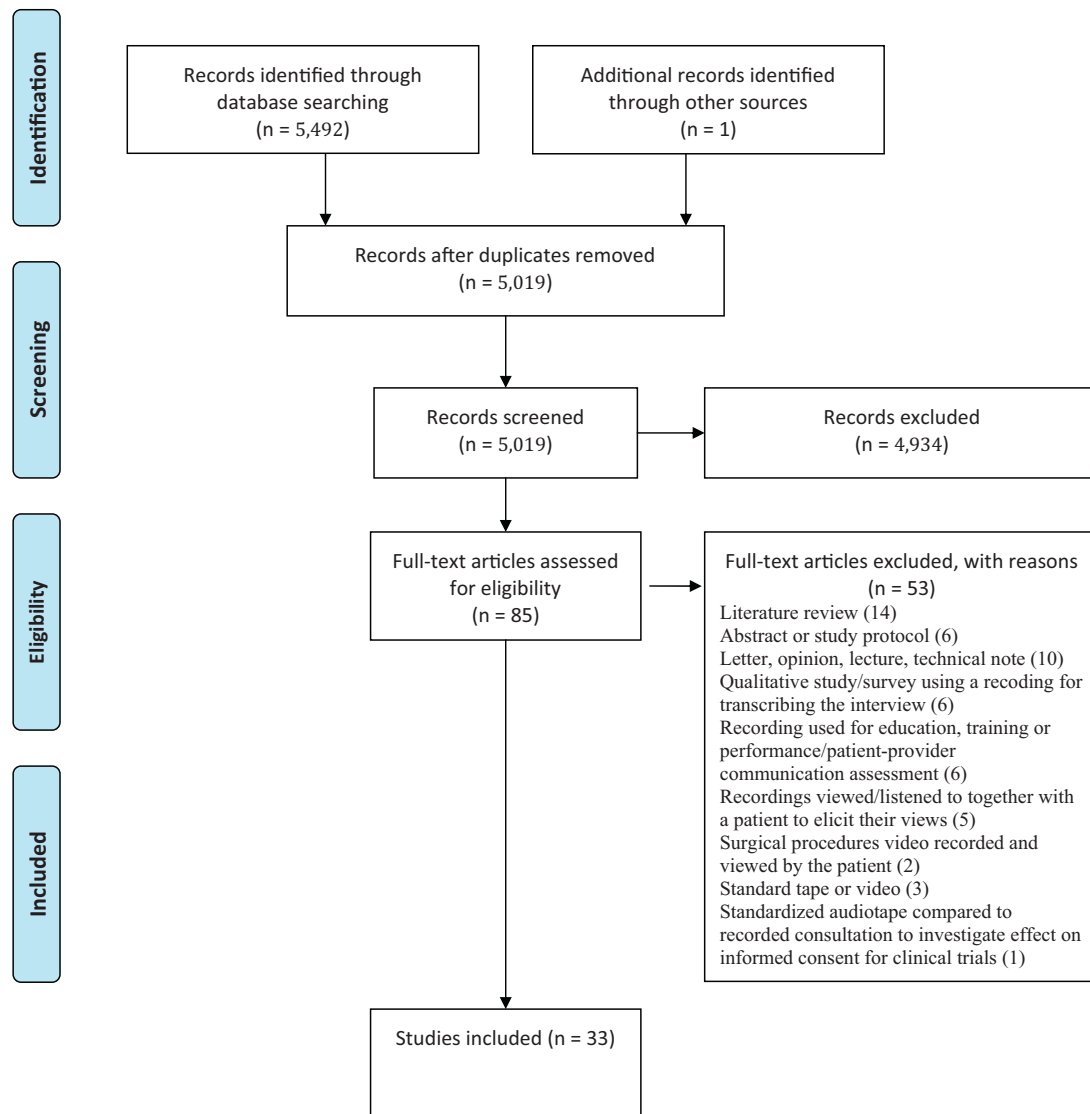 Identification
Records identified through
database searching
(n = 5,492)
Additional records identified
through other sources
(n = 1)
Records after duplicates removed
(n = 5,019)
Screening
Records screened
(n = 5,019)
Records excluded
(n = 4,934)
Eligibility
Full-text articles assessed
for eligibility
(n = 85)
Full-text articles excluded, with reasons
(n = 53)
Literature review (14)
Abstract or study protocol (6)
Letter, opinion, lecture, technical note (10)
Qualitative study/survey using a recoding for
transcribing the interview (6)
Recording used for education, training or
performance/patient-provider
communication assessment (6)
Recordings viewed/listened to together with
a patient to elicit their views (5)
Surgical procedures video recorded and
viewed by the patient (2)
Standard tape or video (3)
Standardized audiotape compared to
recorded consultation to investigate effect on
informed consent for clinical trials (1)
Included
Studies included (n = 33)